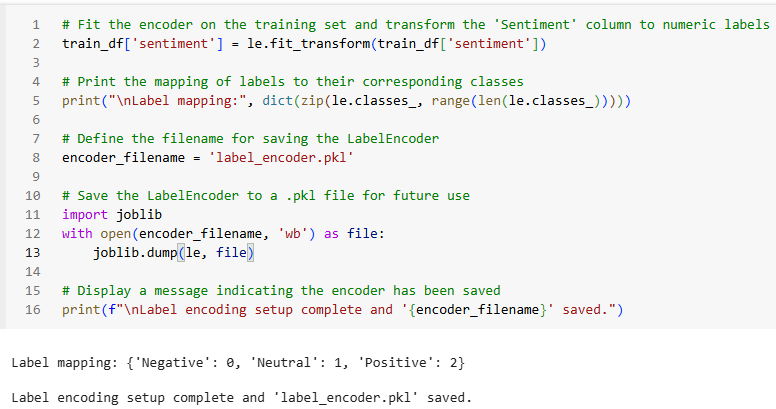 1 # Fit the encoder on the training set and transform the 'Sentiment' column to numeric labels
2 train_df['sentiment'] = le.fit_transform(train_df['sentiment'])
3
4 # Print the mapping of labels to their corresponding classes
5 print("\nLabel mapping:", dict(zip(le.classes_, range(len(le.classes_)))))
6
7 # Define the filename for saving the LabelEncoder
8 encoder_filename = 'label_encoder.pkl'
9
10 # Save the LabelEncoder to a .pkl file for future use
11 import joblib
12 with open(encoder_filename, 'wb') as file:
13     joblib.dump(le, file)
14
15 # Display a message indicating the encoder has been saved
16 print(f"\nLabel encoding setup complete and '{encoder_filename}' saved.")
Label mapping: {'Negative': 0, 'Neutral': 1, 'Positive': 2}
Label encoding setup complete and 'label_encoder.pkl' saved.